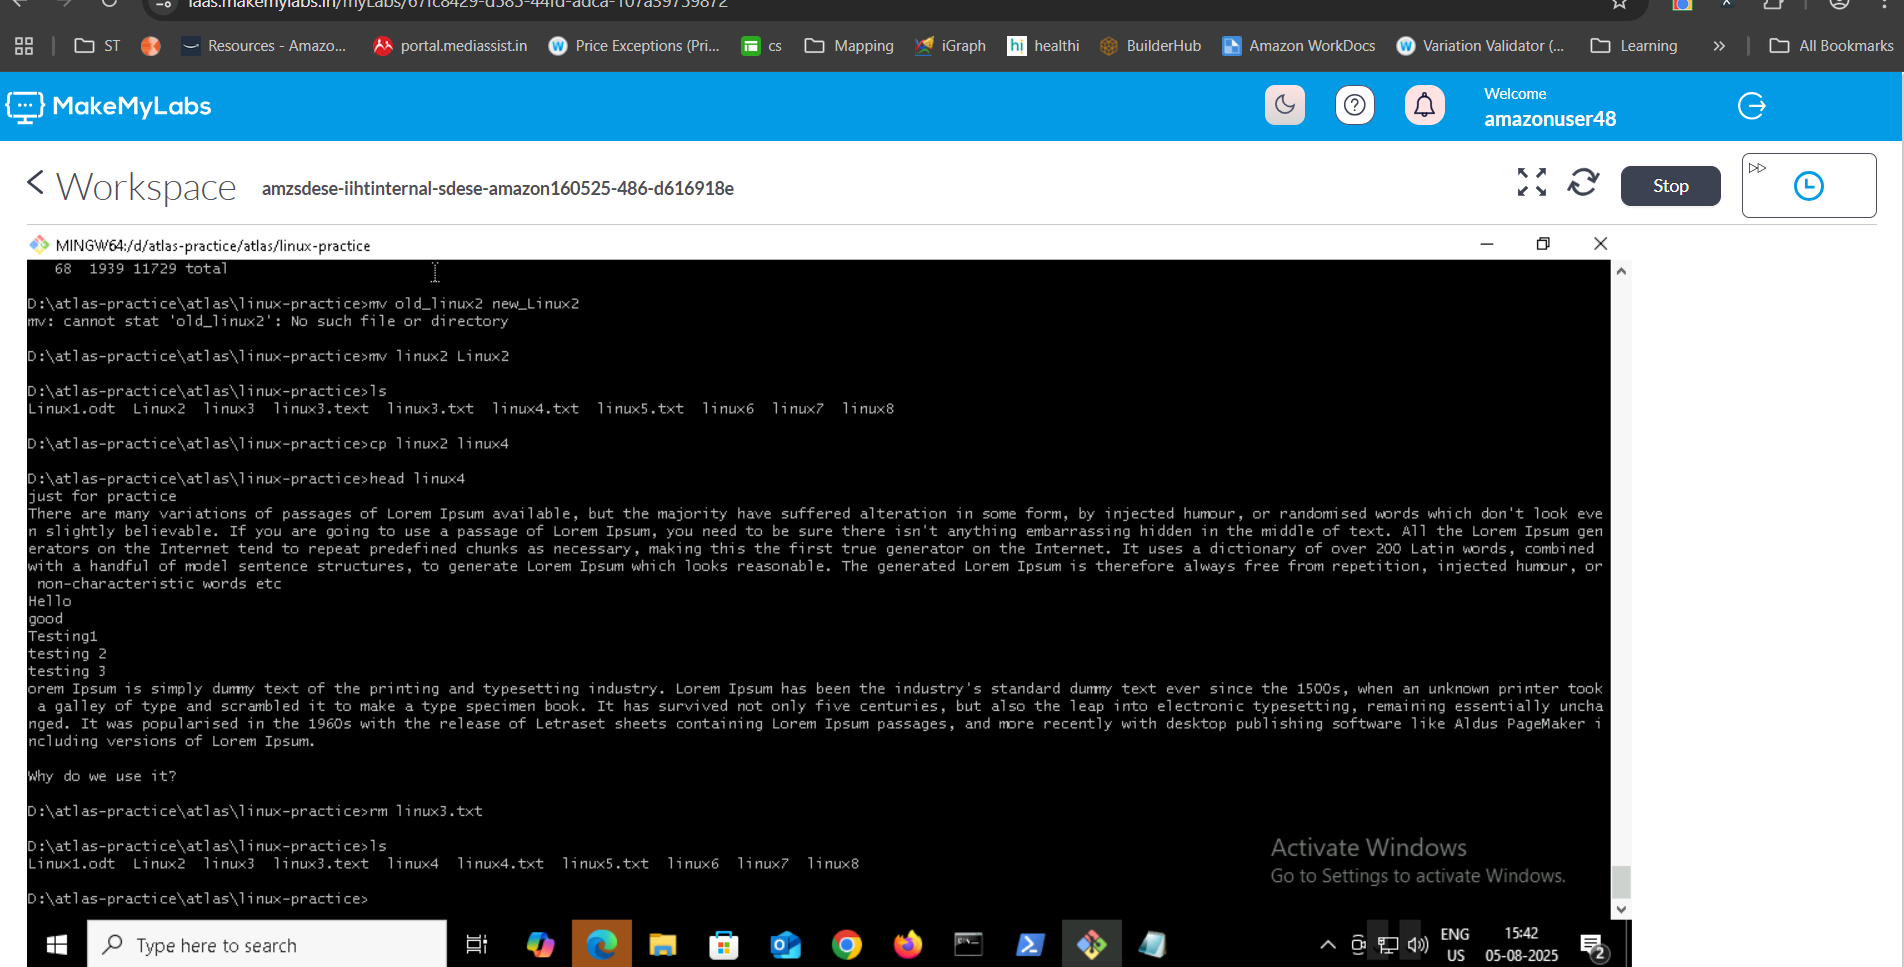 iaas.makemylabs.in/myLabs/67fc8429-d585-44fd-adca-107a39759872
ST Resources - Amazo... portal.mediassist.in Price Exceptions (Pri... cs Mapping iGraph healthi BuilderHub Amazon WorkDocs Variation Validator (... Learning » All Bookmarks
MakeMyLabs
Welcome
amazonuser48
Workspace amzsdese-iihtinternal-sdese-amazon160525-486-d616918e Stop
MINGW64:/d/atlas-practice/atlas/linux-practice
68 1939 11729 total
D:\atlas-practice\atlas\linux-practice>mv old_linux2 new_Linux2
mv: cannot stat 'old_linux2': No such file or directory
D:\atlas-practice\atlas\linux-practice>mv linux2 Linux2
D:\atlas-practice\atlas\linux-practice>ls
Linux1.odt Linux2 linux3 linux3.text linux3.txt linux4.txt linux5.txt linux6 linux7 linux8
D:\atlas-practice\atlas\linux-practice>cp linux2 linux4
D:\atlas-practice\atlas\linux-practice>head linux4
just for practice
There are many variations of passages of Lorem Ipsum available, but the majority have suffered alteration in some form, by injected humour, or randomised words which don't look eve
n slightly believable. If you are going to use a passage of Lorem Ipsum, you need to be sure there isn't anything embarrassing hidden in the middle of text. All the Lorem Ipsum gen
erators on the Internet tend to repeat predefined chunks as necessary, making this the first true generator on the Internet. It uses a dictionary of over 200 Latin words, combined
with a handful of model sentence structures, to generate Lorem Ipsum which looks reasonable. The generated Lorem Ipsum is therefore always free from repetition, injected humour, or
non-characteristic words etc
Hello
good
Testing1
testing 2
testing 3
orem Ipsum is simply dummy text of the printing and typesetting industry. Lorem Ipsum has been the industry's standard dummy text ever since the 1500s, when an unknown printer took
a galley of type and scrambled it to make a type specimen book. It has survived not only five centuries, but also the leap into electronic typesetting, remaining essentially uncha
nged. It was popularised in the 1960s with the release of Letraset sheets containing Lorem Ipsum passages, and more recently with desktop publishing software like Aldus PageMaker i
ncluding versions of Lorem Ipsum.
Why do we use it?
D:\atlas-practice\atlas\linux-practice>rm linux3.txt
D:\atlas-practice\atlas\linux-practice>ls
Linux1.odt Linux2 linux3 linux3.text linux4 linux4.txt linux5.txt linux6 linux7 linux8
D:\atlas-practice\atlas\linux-practice>
Activate Windows
Go to Settings to activate Windows.
Type here to search
ENG
US
15:42
05-08-2025
2